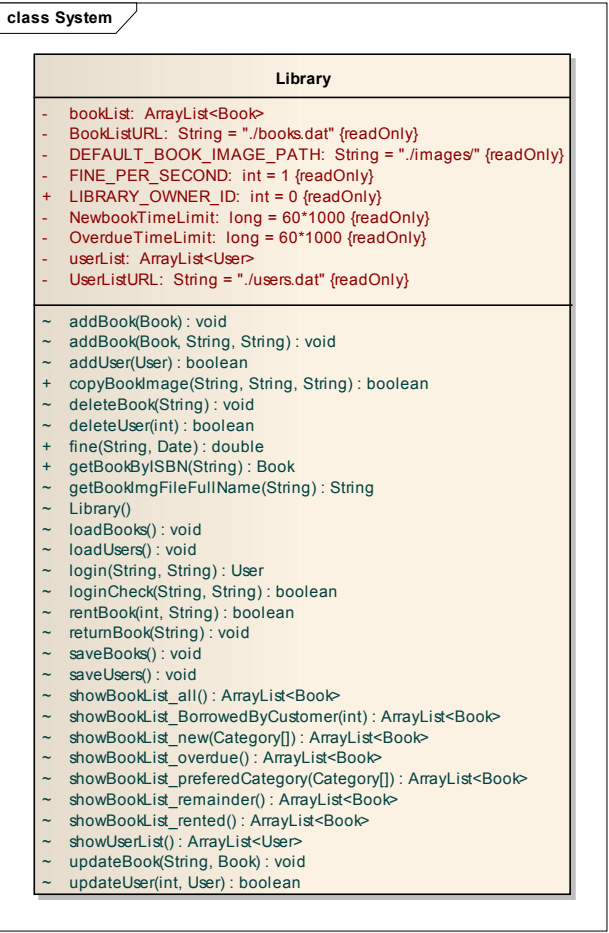 class System
Library
- bookList: ArrayList<Book>
- BookListURL: String = "./books.dat" {readOnly}
- DEFAULT_BOOK_IMAGE_PATH: String = "./images/" {readOnly}
- FINE_PER_SECOND: int = 1 {readOnly}
+ LIBRARY_OWNER_ID: int = 0 {readOnly}
- NewbookTimeLimit: long = 60*1000 {readOnly}
- OverdueTimeLimit: long = 60*1000 {readOnly}
- userList: ArrayList<User>
- UserListURL: String = "./users.dat" {readOnly}
~ addBook(Book) : void
~ addBook(Book, String, String) : void
~ addUser(User) : boolean
+ copyBookImage(String, String, String) : boolean
~ deleteBook(String) : void
~ deleteUser(int) : boolean
+ fine(String, Date) : double
+ getBookByISBN(String) : Book
~ getBookImgFileFullName(String) : String
~ Library()
~ loadBooks() : void
~ loadUsers() : void
~ login(String, String) : User
~ loginCheck(String, String) : boolean
~ rentBook(int, String) : boolean
~ returnBook(String) : void
~ saveBooks() : void
~ saveUsers() : void
~ showBookList_all() : ArrayList<Book>
~ showBookList_BorrowedByCustomer(int) : ArrayList<Book>
~ showBookList_new(Category[]) : ArrayList<Book>
~ showBookList_overdue() : ArrayList<Book>
~ showBookList_preferedCategory(Category[]) : ArrayList<Book>
~ showBookList_remainder() : ArrayList<Book>
~ showBookList_rented() : ArrayList<Book>
~ showUserList() : ArrayList<User>
~ updateBook(String, Book) : void
~ updateUser(int, User) : boolean